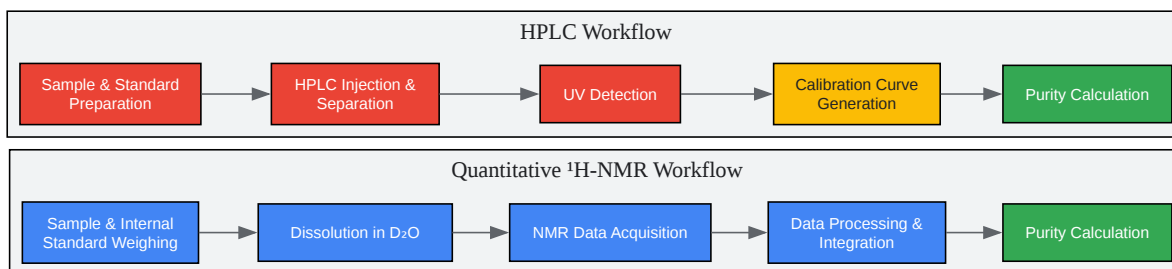 HPLC Workflow
Sample & Standard
Preparation
HPLC Injection &
Separation
UV Detection
Calibration Curve
Generation
Purity Calculation
Quantitative ¹H-NMR Workflow
Sample & Internal
Standard Weighing
Dissolution in D₂O
NMR Data Acquisition
Data Processing &
Integration
Purity Calculation